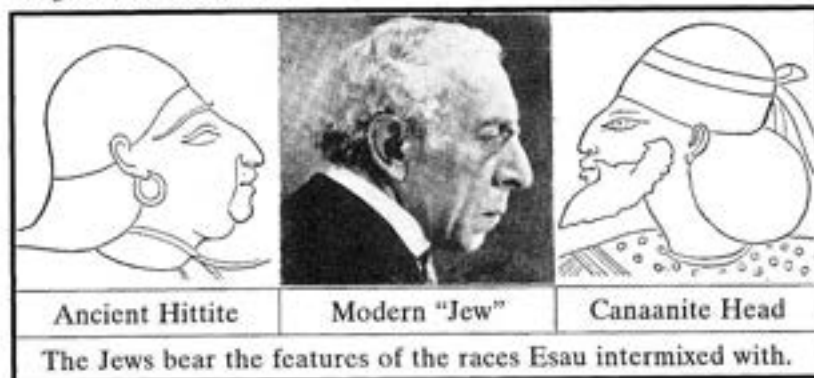 Ancient Hittite
Modern "Jew"
Canaanite Head
The Jews bear the features of the races Esau intermixed with.